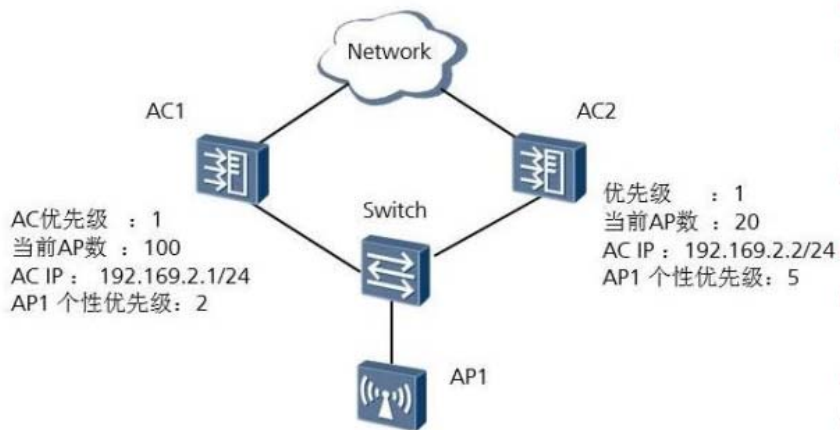 Network
AC1
AC2
AC优先级 ：1
当前AP数 ：100
AC IP ： 192.169.2.1/24
AP1 个性优先级：2
Switch
优先级 ：1
当前AP数 ：20
AC IP ：192.169.2.2/24
AP1 个性优先级：5
AP1